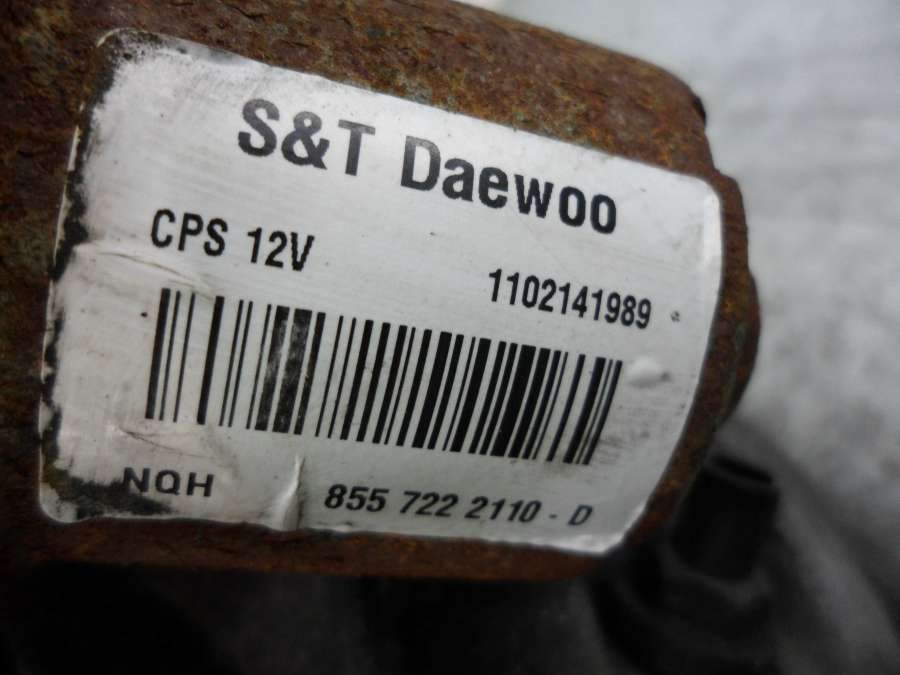 S&T Daewoo
CPS 12V 1102141989
NQH 855 722 2110 - D